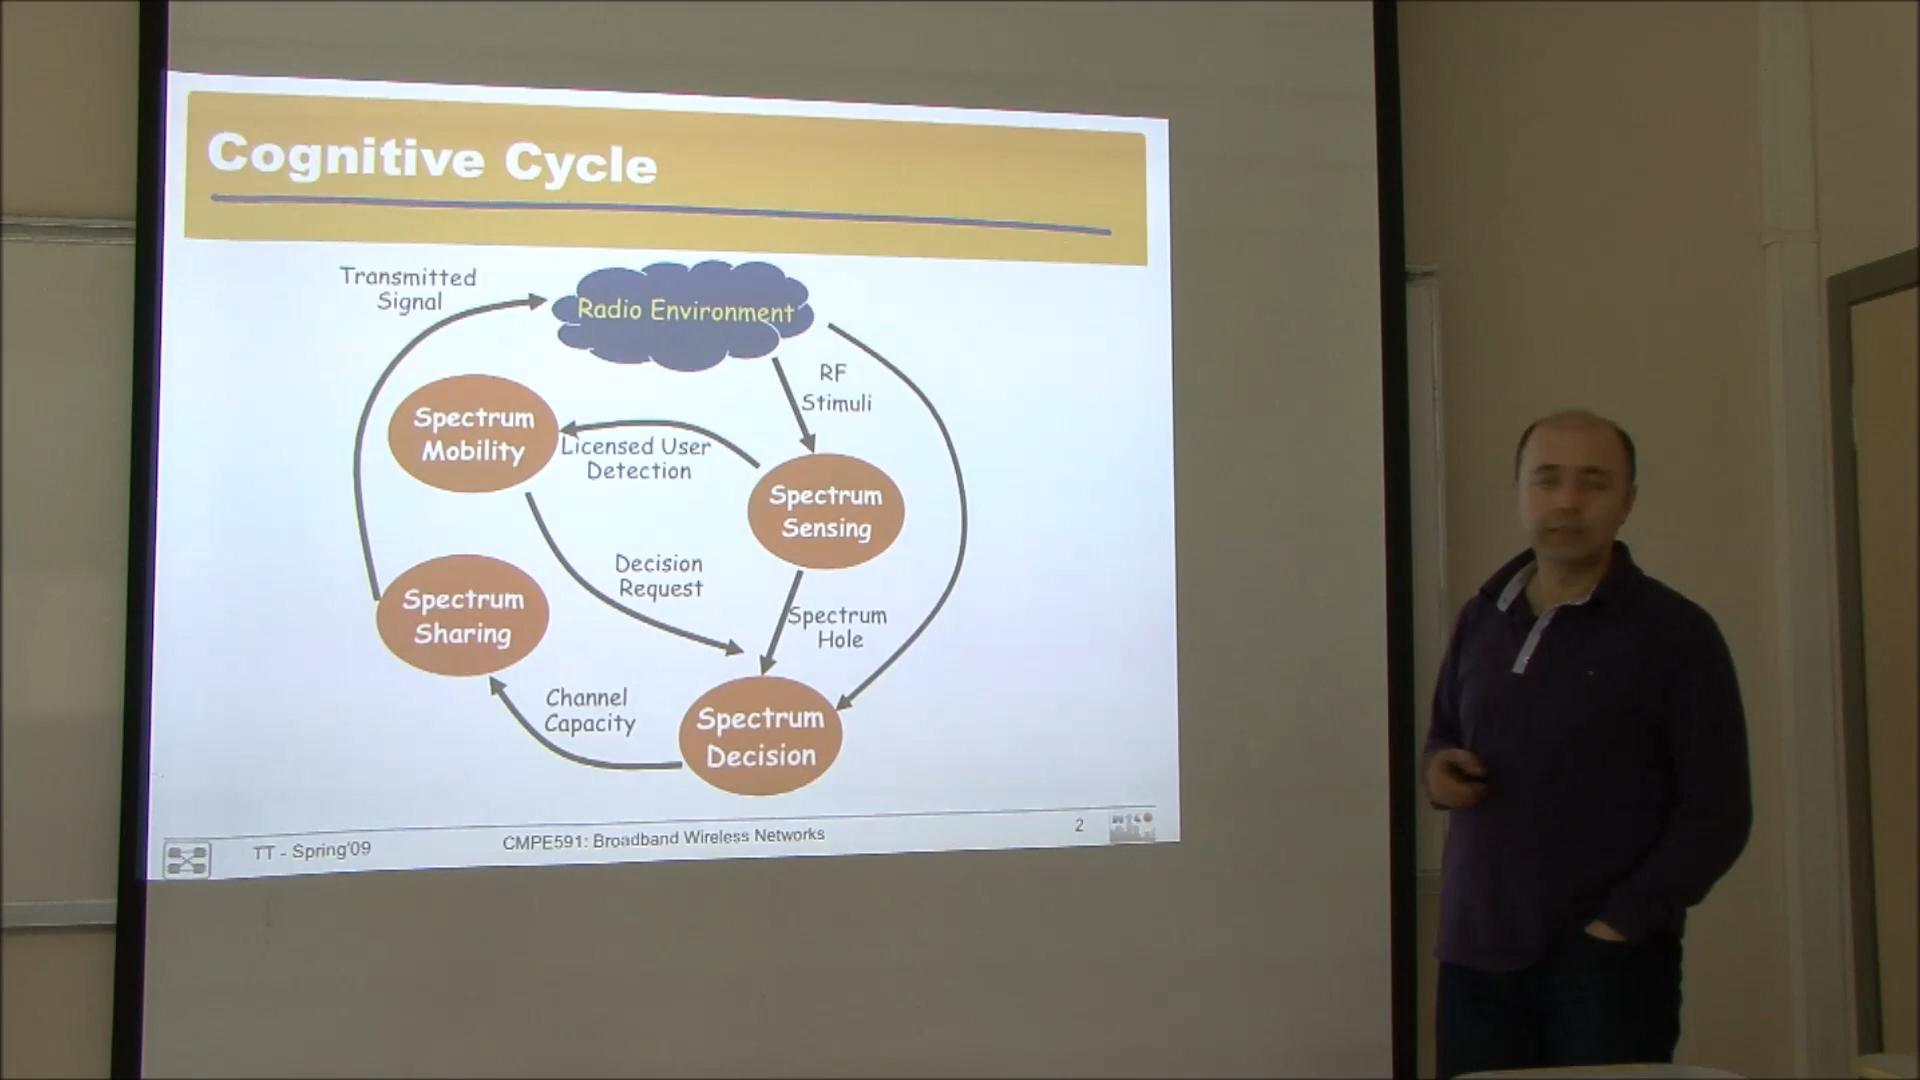 Cognitive Cycle
Transmitted
Signal
Radio Environment
RF
Stimuli
Spectrum
Mobility
Licensed User
Detection
Spectrum
Sensing
Decision
Request
Spectrum
Sharing
Spectrum
Hole
Channel
Capacity
Spectrum
Decision
TT - Spring'09
CMPE591: Broadband Wireless Networks
2